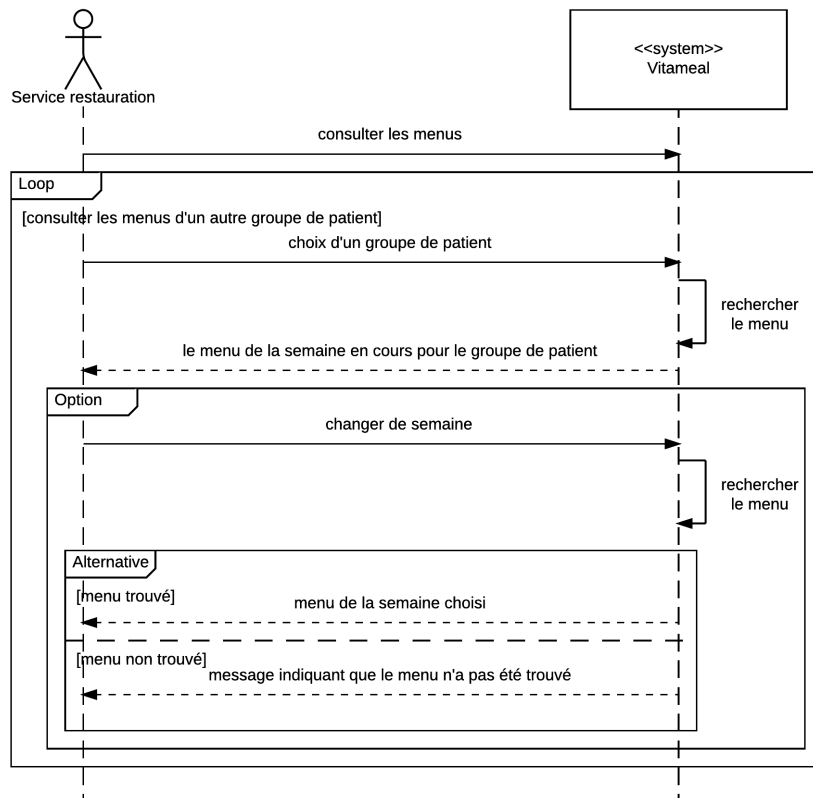 <<system>>
Vitameal
Service restauration
consulter les menus
Loop
[consulter les menus d'un autre groupe de patient]
choix d'un groupe de patient
rechercher
le menu
le menu de la semaine en cours pour le groupe de patient
Option
changer de semaine
rechercher
le menu
Alternative
[menu trouvé]
menu de la semaine choisi
[menu non trouvé]
message indiquant que le menu n'a pas été trouvé